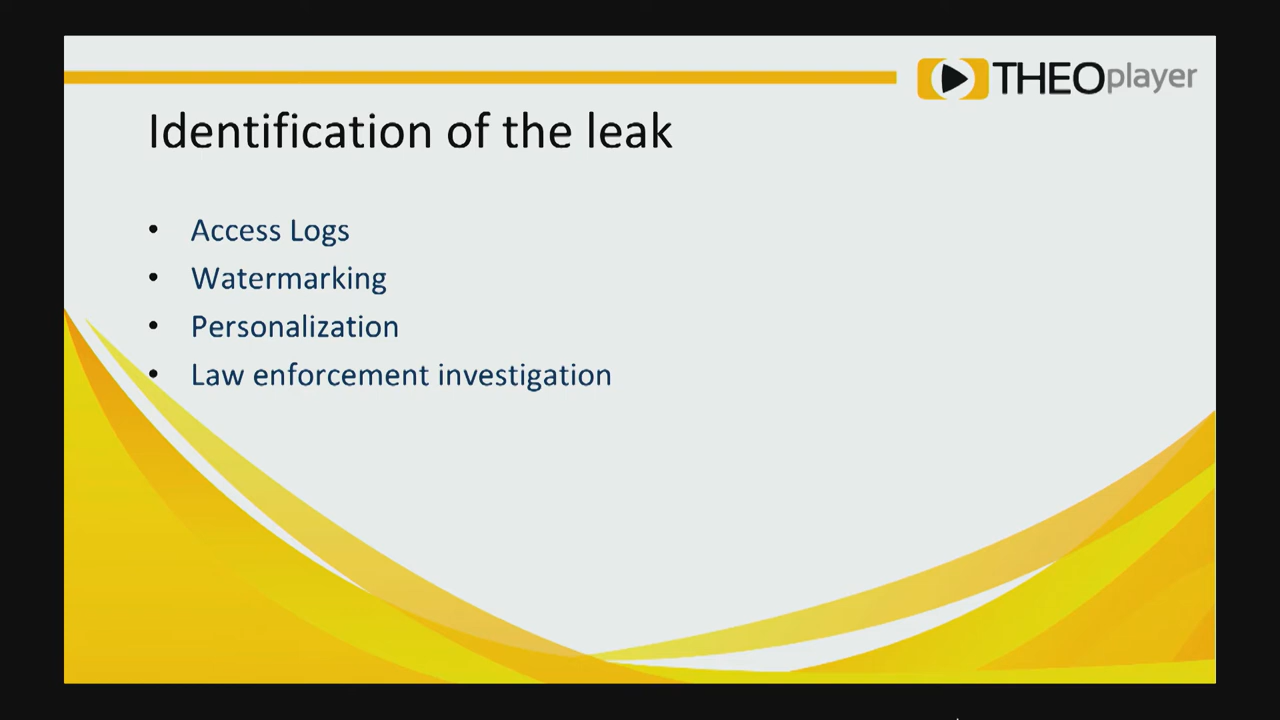 THEOplayer
Identification of the leak
• Access Logs
• Watermarking
• Personalization
• Law enforcement investigation